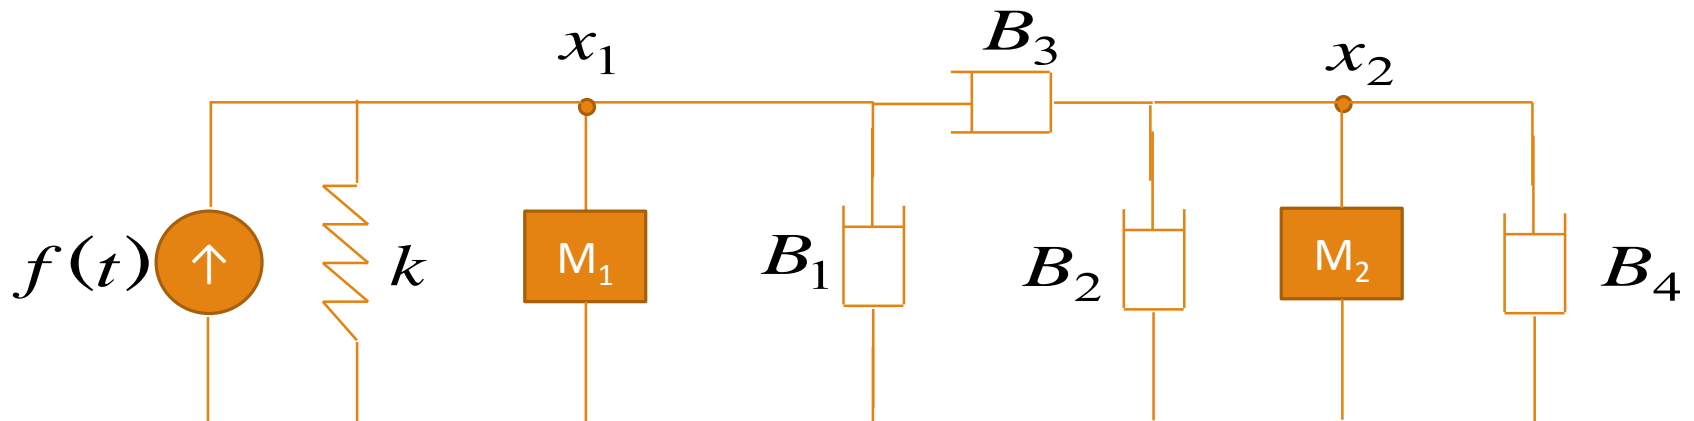 x₁
B₃
x₂
f(t)
k
M₁
B₁
B₂
M₂
B₄